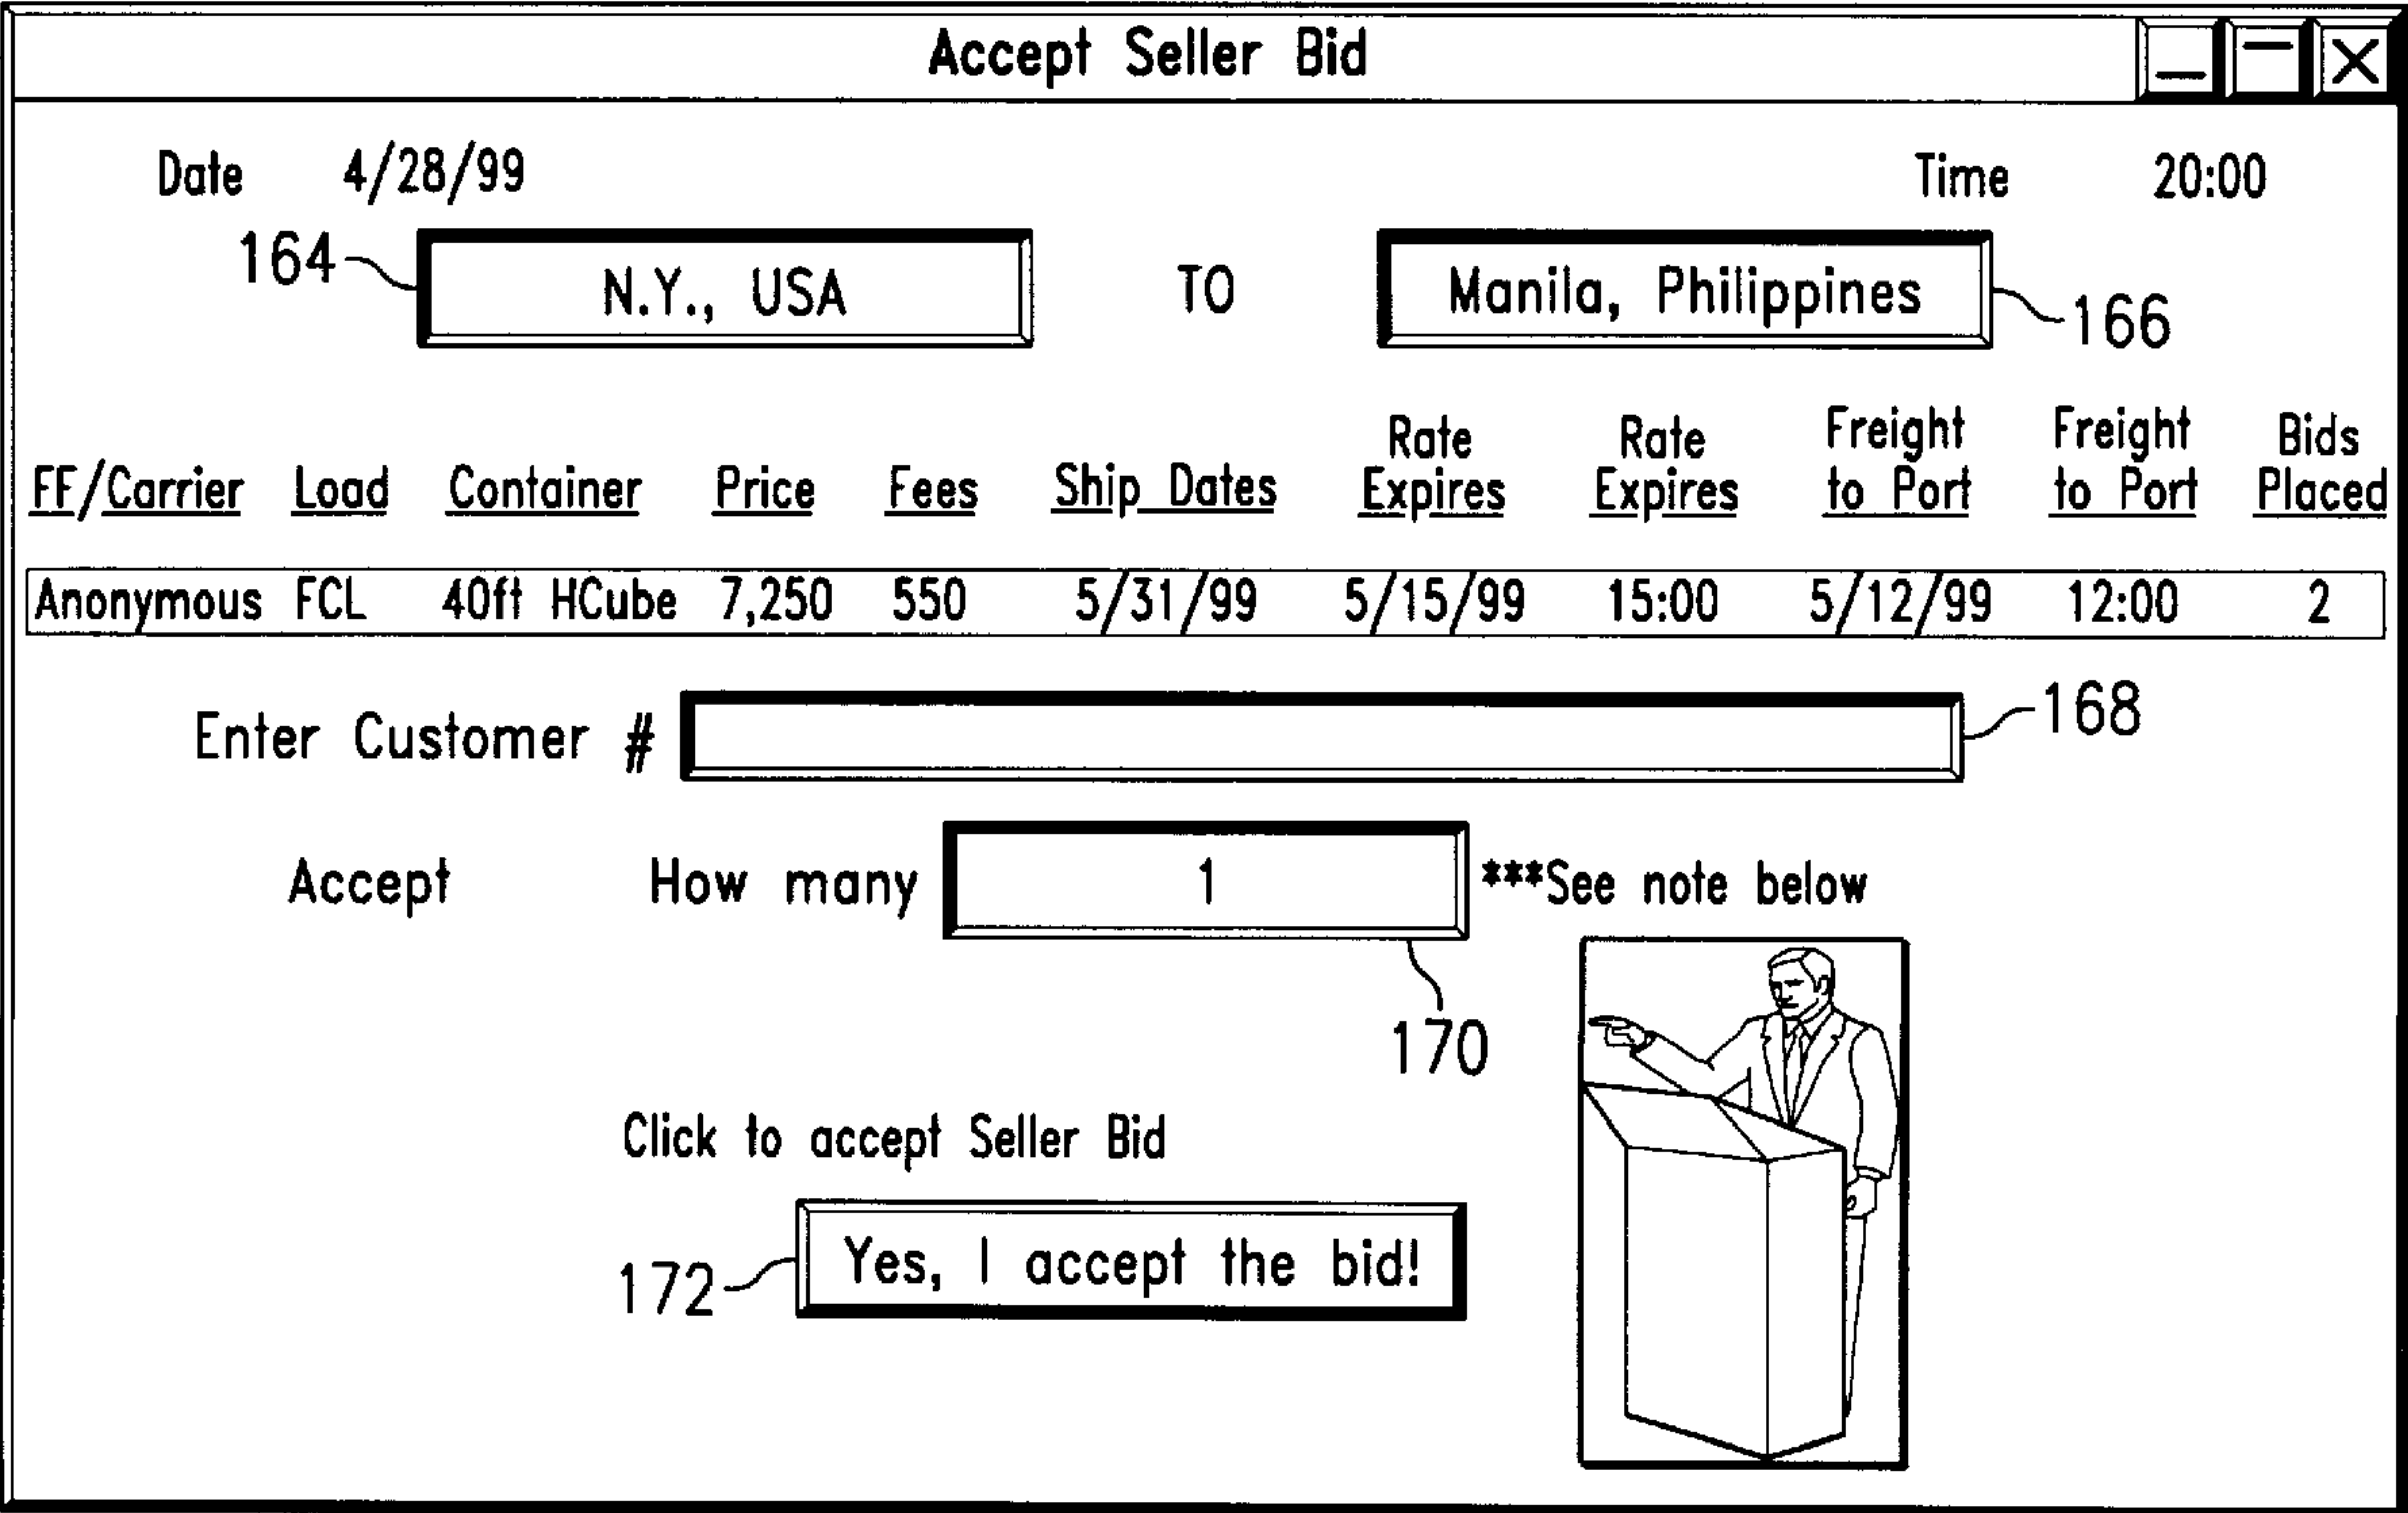 Accept Seller Bid
Date 4/28/99 Time 20:00
164 N.Y., USA TO Manila, Philippines 166
Rate Rate Freight Freight Bids
FF/Carrier Load Container Price Fees Ship Dates Expires Expires to Port to Port Placed
Anonymous FCL 40ft HCube 7,250 550 5/31/99 5/15/99 15:00 5/12/99 12:00 2
Enter Customer # 168
Accept How many 1 ***See note below
170
Click to accept Seller Bid
172 Yes, I accept the bid!